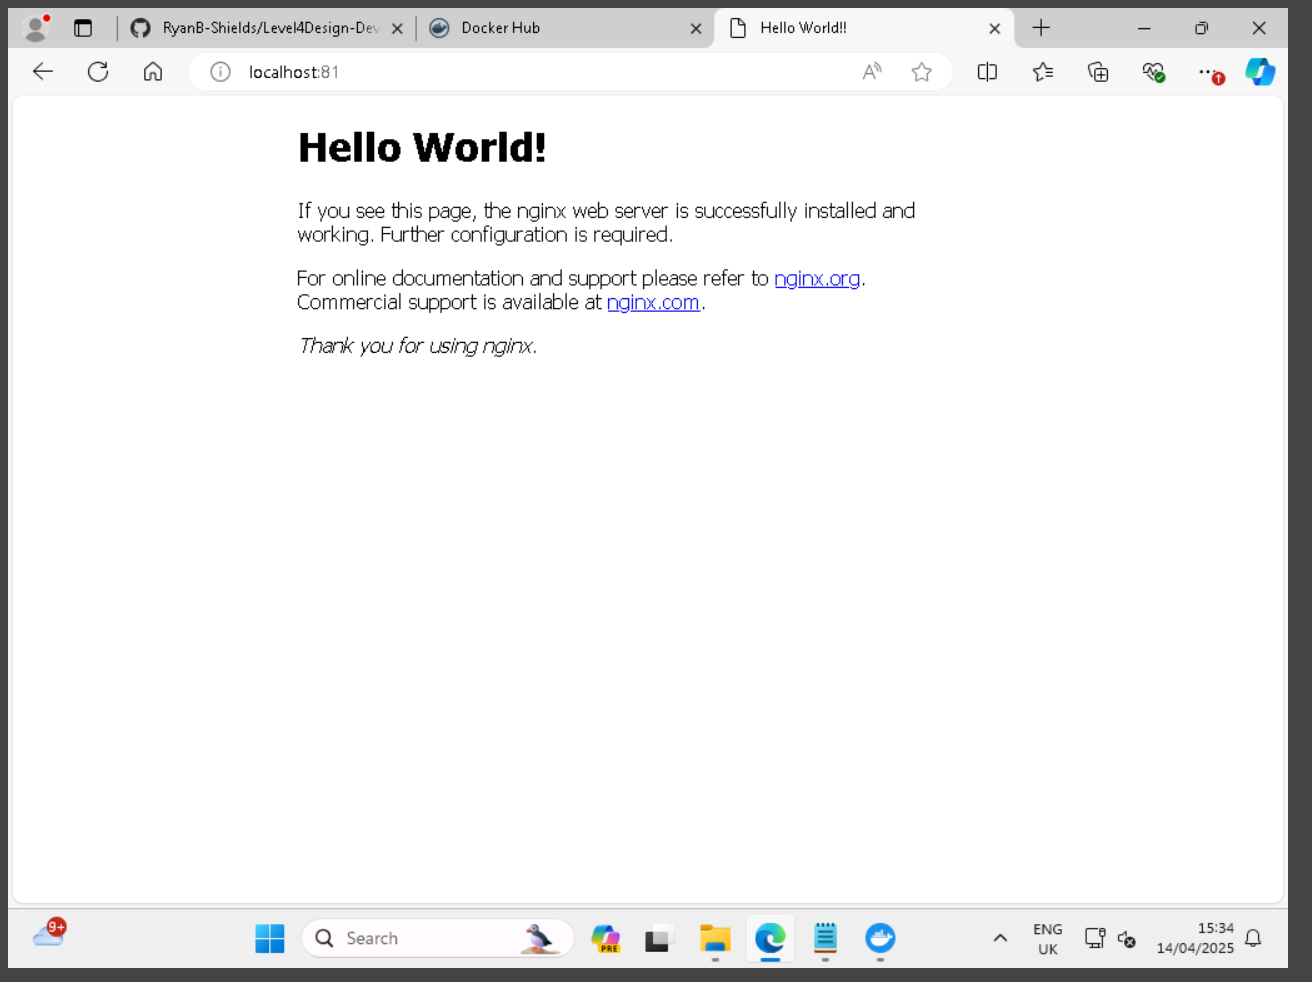 RyanB-Shields/Level4Design-Dev
Docker Hub
Hello World!!
localhost:81
Hello World!
If you see this page, the nginx web server is successfully installed and
working. Further configuration is required.
For online documentation and support please refer to nginx.org.
Commercial support is available at nginx.com.
Thank you for using nginx.
9+
Search
PRE
ENG
UK
15:34
14/04/2025